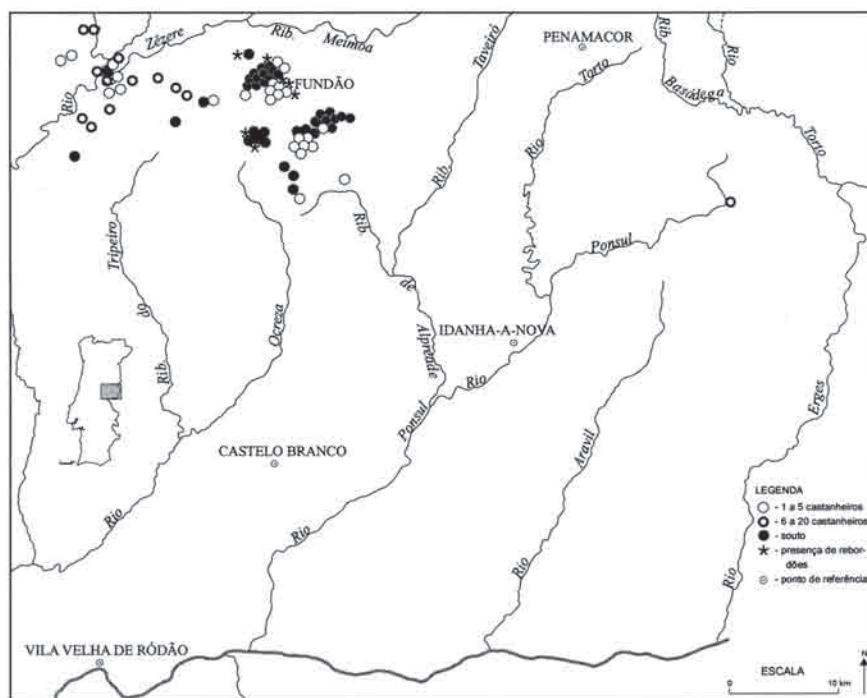 Zêzere
Rib.
Meimoa
Taveiró
PENAMACOR
Rib.
Rio
Torto
Basádega
FUNDÃO
Rio
Torto
Rio
Rib.
Ponsul
Tripeiro
Rib.
de
do
Ocreza
Alpreade
IDANHA-A-NOVA
Rio
Erges
Rib.
Ponsul
CASTELO BRANCO
Aravil
LEGENDA
- 1 a 5 castanheiros
- 6 a 20 castanheiros
- souto
- presença de rebor-
dões
- ponto de referência
Rio
Rio
Rio
Rio
VILA VELHA DE RÓDÃO
ESCALA
N
0 10 km